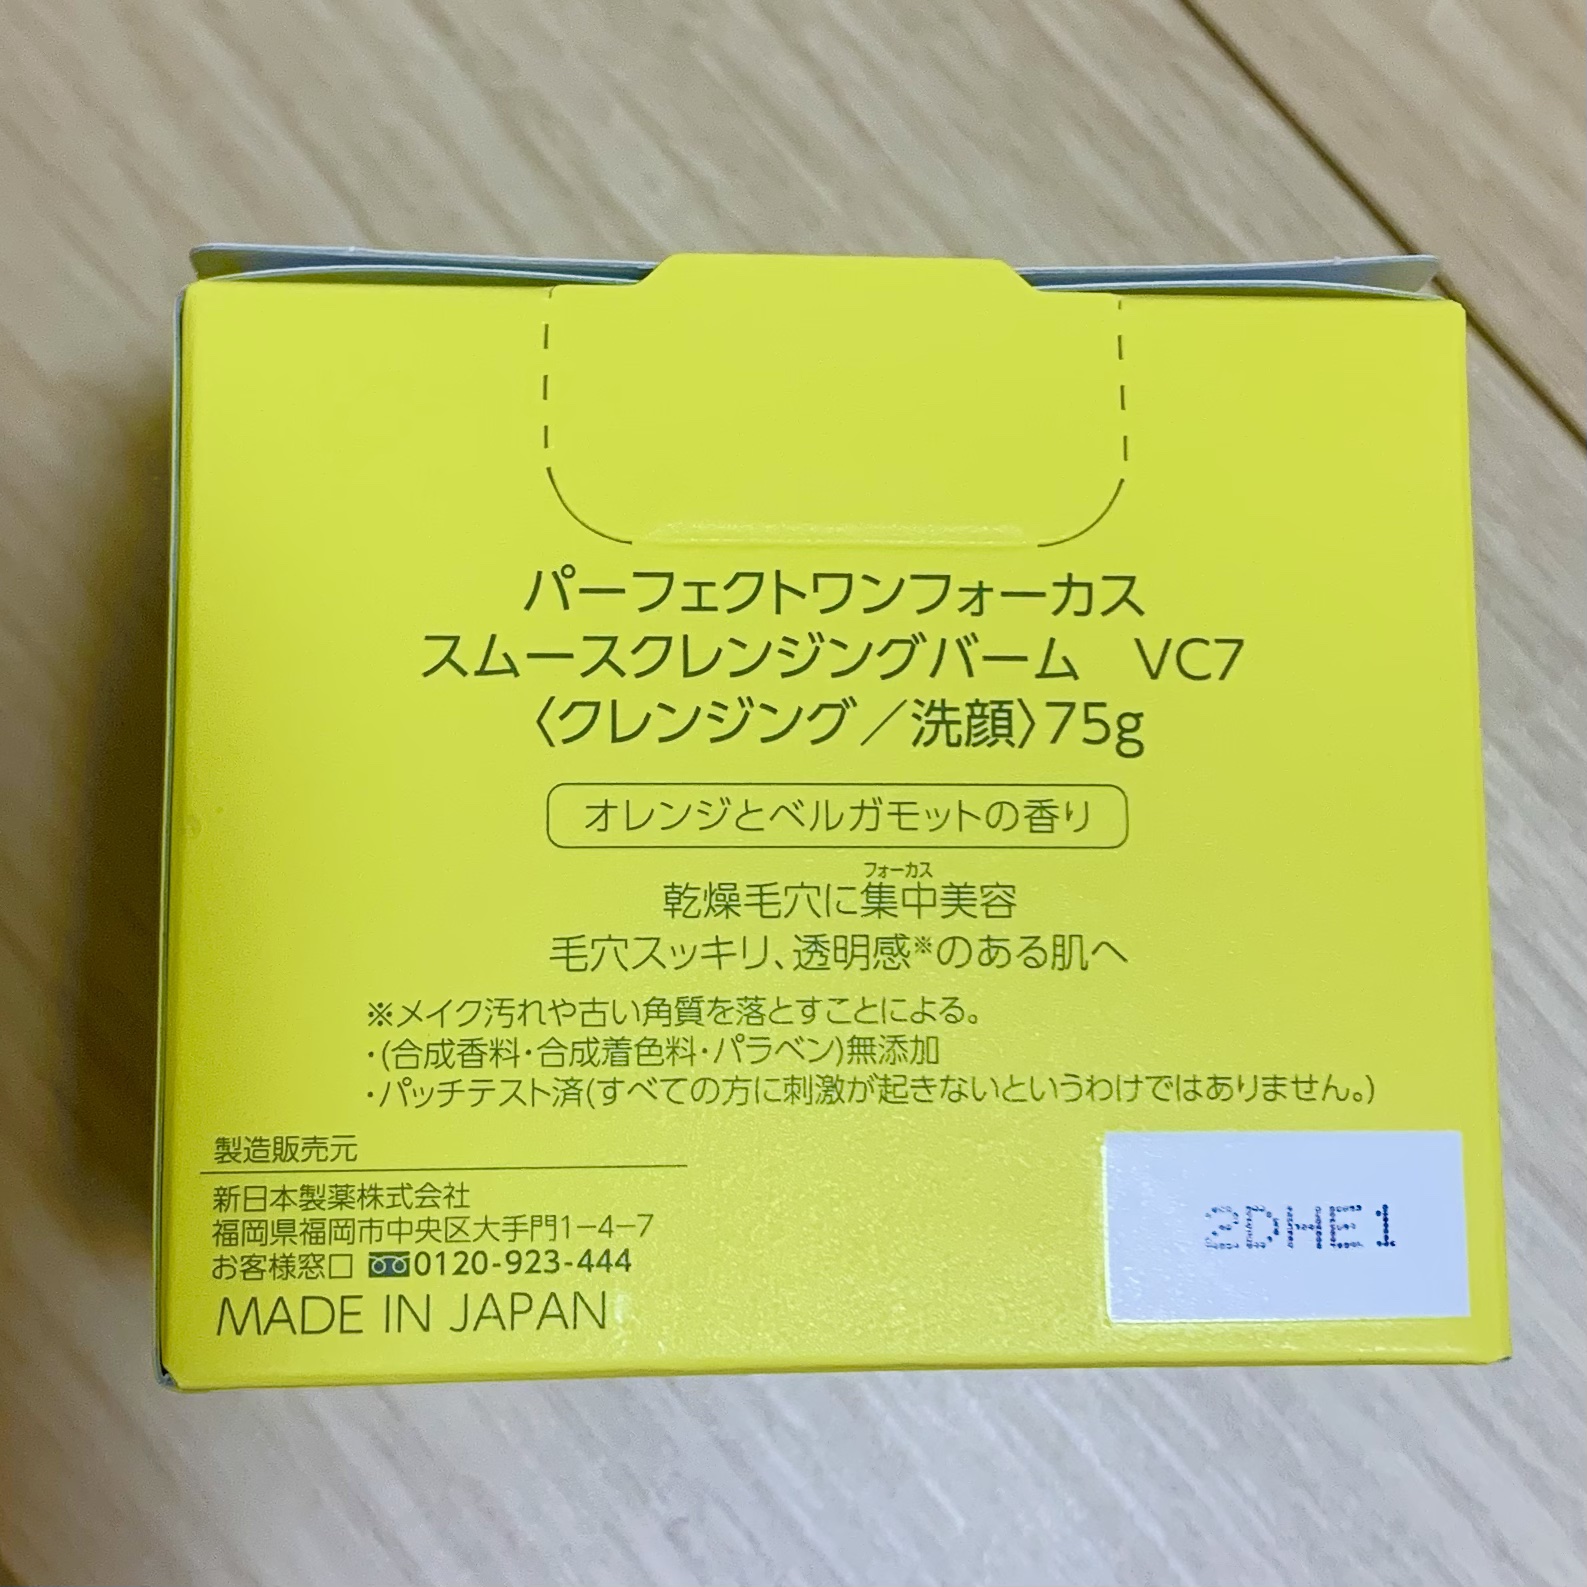 パーフェクトワンフォーカス
スムースクレンジングバーム　VC7
〈クレンジング／洗顔〉75g
オレンジとベルガモットの香り
フォーカス
乾燥毛穴に集中美容
毛穴スッキリ、透明感※のある肌へ
※メイク汚れや古い角質を落とすことによる。
・(合成香料・合成着色料・パラベン)無添加
・パッチテスト済(すべての方に刺激が起きないというわけではありません。)
製造販売元
新日本製薬株式会社
福岡県福岡市中央区大手門1－4－7
お客様窓口 0120-923-444
MADE IN JAPAN
2DHE1